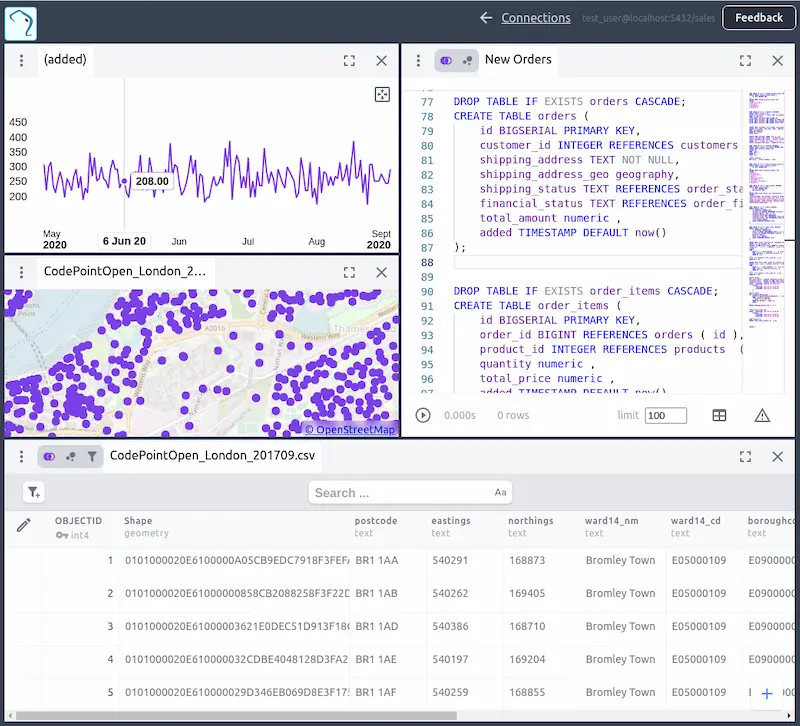 Connections
test_user@localhost:5432/sales
Feedback
(added)
450
400
350
300
250
200
208.00
May
2020
6 Jun 20
Jun
Jul
Aug
Sept
2020
New Orders
77 DROP TABLE IF EXISTS orders CASCADE;
78 CREATE TABLE orders (
79 id BIGSERIAL PRIMARY KEY,
80 customer_id INTEGER REFERENCES customers
81 shipping_address TEXT NOT NULL,
82 shipping_address_geo geography,
83 shipping_status TEXT REFERENCES order_sta
84 financial_status TEXT REFERENCES order_fi
85 total_amount numeric ,
86 added TIMESTAMP DEFAULT now()
87 );
88
89
90 DROP TABLE IF EXISTS order_items CASCADE;
91 CREATE TABLE order_items (
92 id BIGSERIAL PRIMARY KEY,
93 order_id BIGINT REFERENCES orders ( id ),
94 product_id INTEGER REFERENCES products (
95 quantity numeric ,
96 total_price numeric ,
97 added TIMESTAMP DEFAULT now()
0.000s
0 rows
limit
100
CodePointOpen_London_2...
A2016
Thames
© OpenStreetMap
CodePointOpen_London_201709.csv
Search ...
Aa
OBJECTID Shape postcode eastings northings ward14_nm ward14_cd boroughco
int4 geometry text text text text text text
1 0101000020E6100000A05CB9EDC7918F3FEF/ BR1 1AA 540291 168873 Bromley Town E05000109 E0900000
2 0101000020E61000000858CB2088258F3F22D BR1 1AB 540262 169405 Bromley Town E05000109 E0900000
3 0101000020E61000003621E0DEC51D913F18( BR1 1AD 540386 168710 Bromley Town E05000109 E0900000
4 0101000020E610000032CDBE4048128D3FA2 BR1 1AE 540197 169204 Bromley Town E05000109 E0900000
5 0101000020E610000029D346EB069D8E3F175 BR1 1AF 540259 168855 Bromley Town E05000109 E0